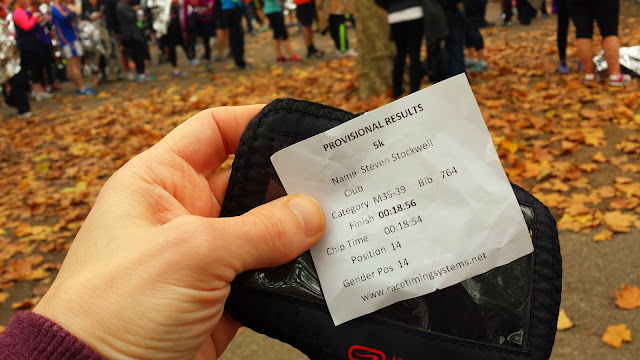 PROVISIONAL RESULTS
5k
Name Steven Stockwell
Club
Category M35-39 Bib 764
Finish 00:18:56
Chip Time 00:18:54
Position 14
Gender Pos 14
www.racetimingsystems.net